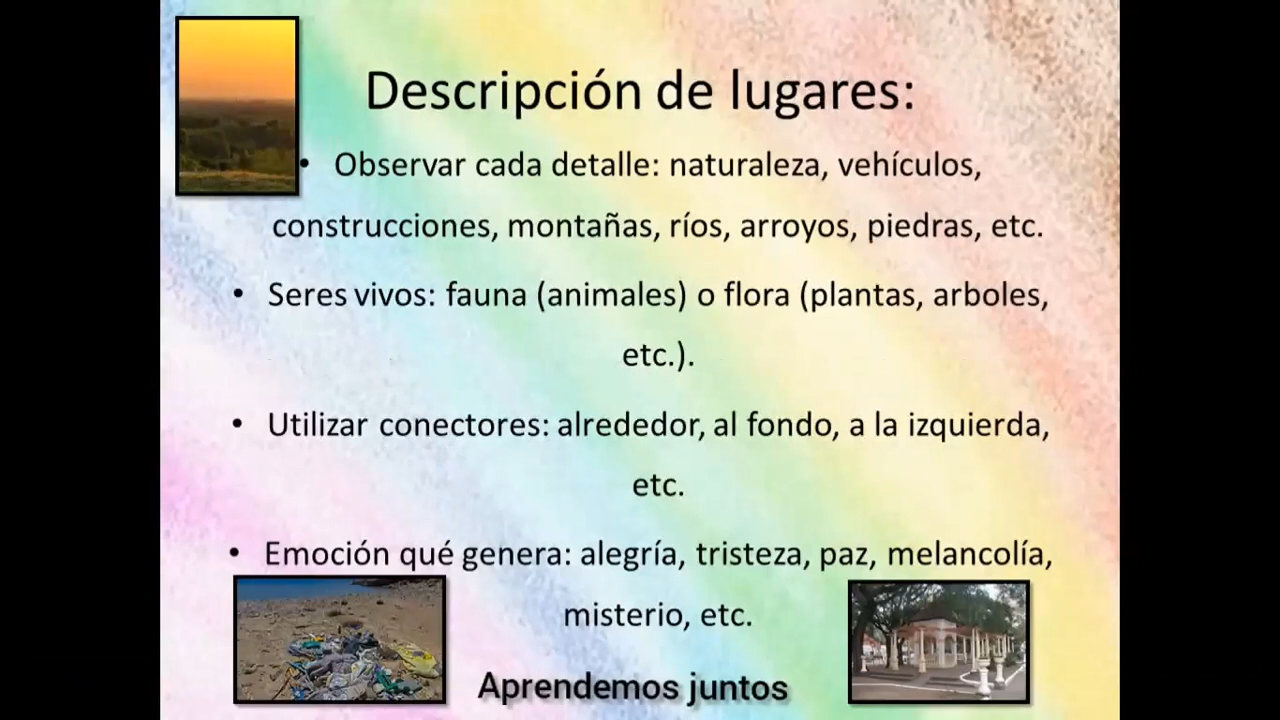 Descripción de lugares:
• Observar cada detalle: naturaleza, vehículos,
construcciones, montañas, ríos, arroyos, piedras, etc.
• Seres vivos: fauna (animales) o flora (plantas, arboles,
etc.).
• Utilizar conectores: alrededor, al fondo, a la izquierda,
etc.
• Emoción qué genera: alegría, tristeza, paz, melancolía,
misterio, etc.
Aprendemos juntos